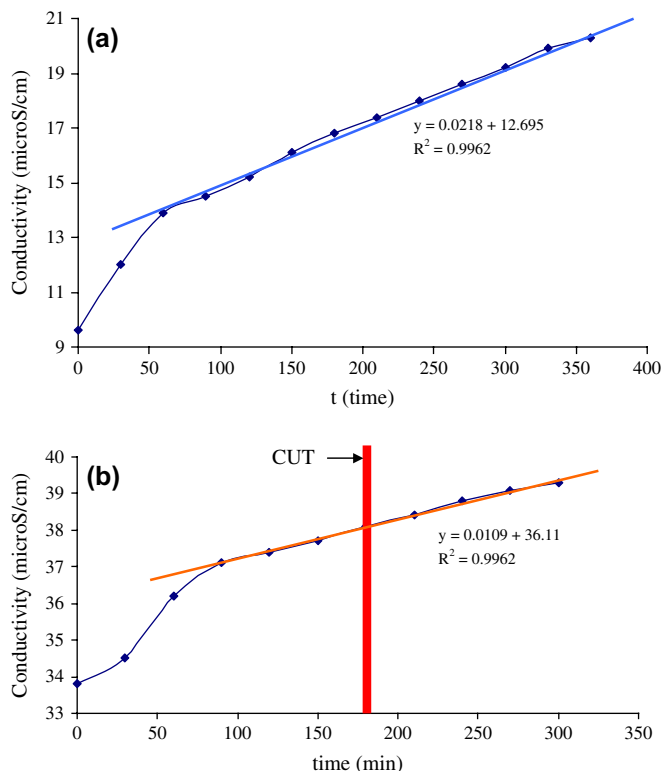 (a)
Conductivity (microS/cm)
21
19
17
15
13
11
9
y = 0.0218 + 12.695
R² = 0.9962
0 50 100 150 200 250 300 350 400
t (time)
(b)
CUT
Conductivity (microS/cm)
40
39
38
37
36
35
34
33
y = 0.0109 + 36.11
R² = 0.9962
0 50 100 150 200 250 300 350
time (min)